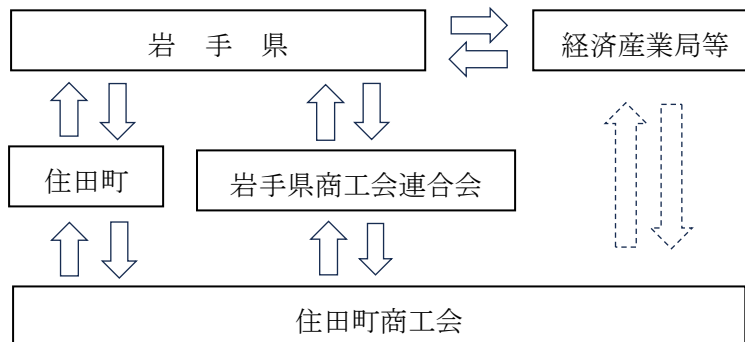 岩　手　県
経済産業局等
住田町
岩手県商工会連合会
住田町商工会